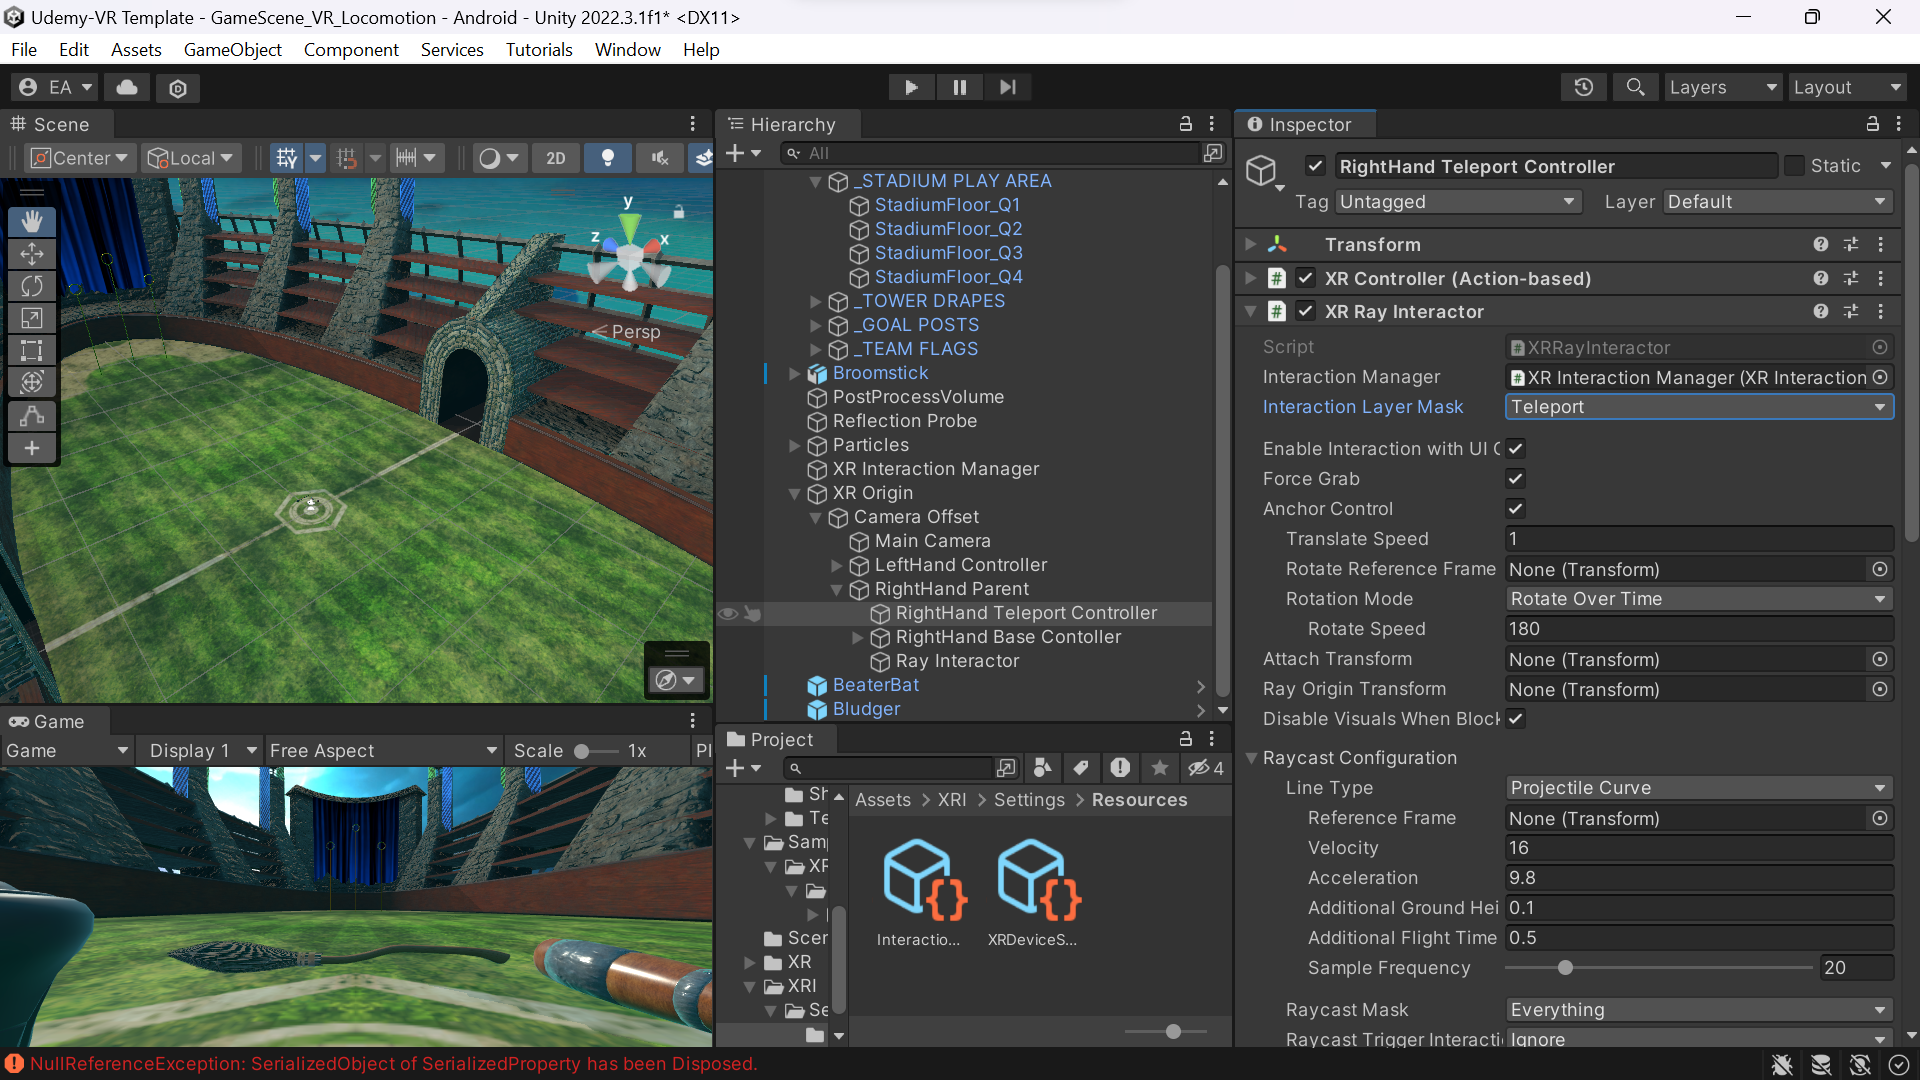 Udemy-VR Template - GameScene_VR_Locomotion - Android - Unity 2022.3.1f1* <DX11>
File Edit Assets GameObject Component Services Tutorials Window Help
EA
Layers
Layout
Scene
Center
Local
2D
y
z
x
Persp
Game
Game
Display 1
Free Aspect
Scale
1x
Pl
Hierarchy
All
_STADIUM PLAY AREA
StadiumFloor_Q1
StadiumFloor_Q2
StadiumFloor_Q3
StadiumFloor_Q4
_TOWER DRAPES
_GOAL POSTS
_TEAM FLAGS
Broomstick
PostProcessVolume
Reflection Probe
Particles
XR Interaction Manager
XR Origin
Camera Offset
Main Camera
LeftHand Controller
RightHand Parent
RightHand Teleport Controller
RightHand Base Contoller
Ray Interactor
BeaterBat
Bludger
Project
4
Sh
Te
Sam
XR
Scer
XR
XRI
Se
Assets > XRI > Settings > Resources
Interactio...
XRDeviceS...
Inspector
RightHand Teleport Controller
Static
Tag Untagged
Layer Default
Transform
XR Controller (Action-based)
XR Ray Interactor
Script XRRayInteractor
Interaction Manager XR Interaction Manager (XR Interaction
Interaction Layer Mask Teleport
Enable Interaction with UI
Force Grab
Anchor Control
Translate Speed 1
Rotate Reference Frame None (Transform)
Rotation Mode Rotate Over Time
Rotate Speed 180
Attach Transform None (Transform)
Ray Origin Transform None (Transform)
Disable Visuals When Block
Raycast Configuration
Line Type Projectile Curve
Reference Frame None (Transform)
Velocity 16
Acceleration 9.8
Additional Ground Hei 0.1
Additional Flight Time 0.5
Sample Frequency 20
Raycast Mask Everything
Raycast Trigger Interacti Ignore
NullReferenceException: SerializedObject of SerializedProperty has been Disposed.